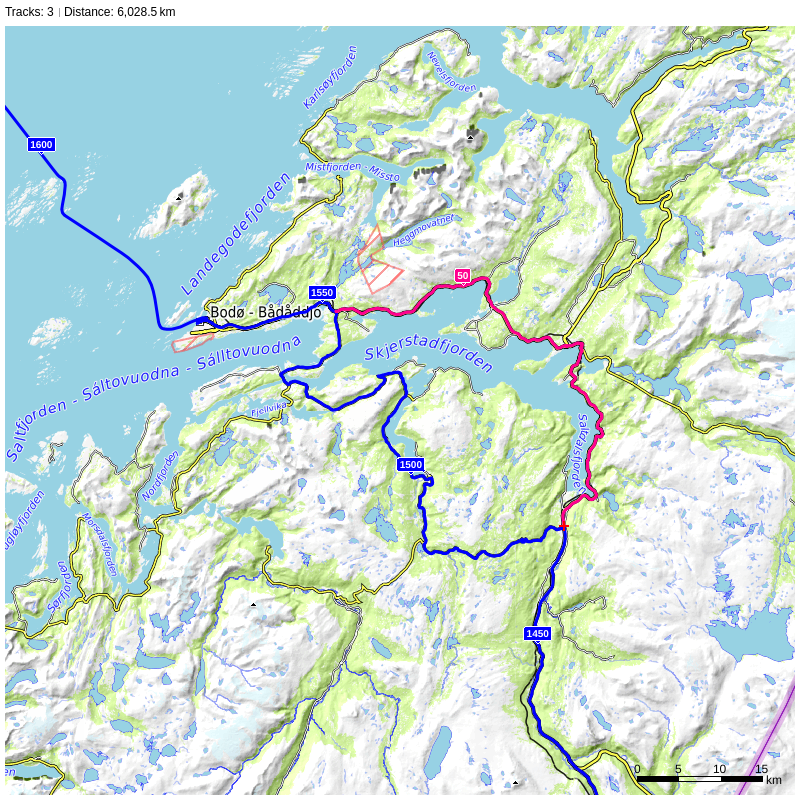 Tracks: 3 | Distance: 6,028.5 km
Karlsøyfjorden
Nevelsfjorden
1600
Mistfjorden - Missto
Landegodefjorden
Heggmovatnet
50
1550
Bodø - Bådåddjo
Saltfjorden - Sáltovuodna - Sálltovuodna
Skjerstadfjorden
Fjellvika
Saltdalsfjorden
1500
Nordfjorden
Morsdalsfjorden
Sørfjorden
1450
0 5 10 15
km